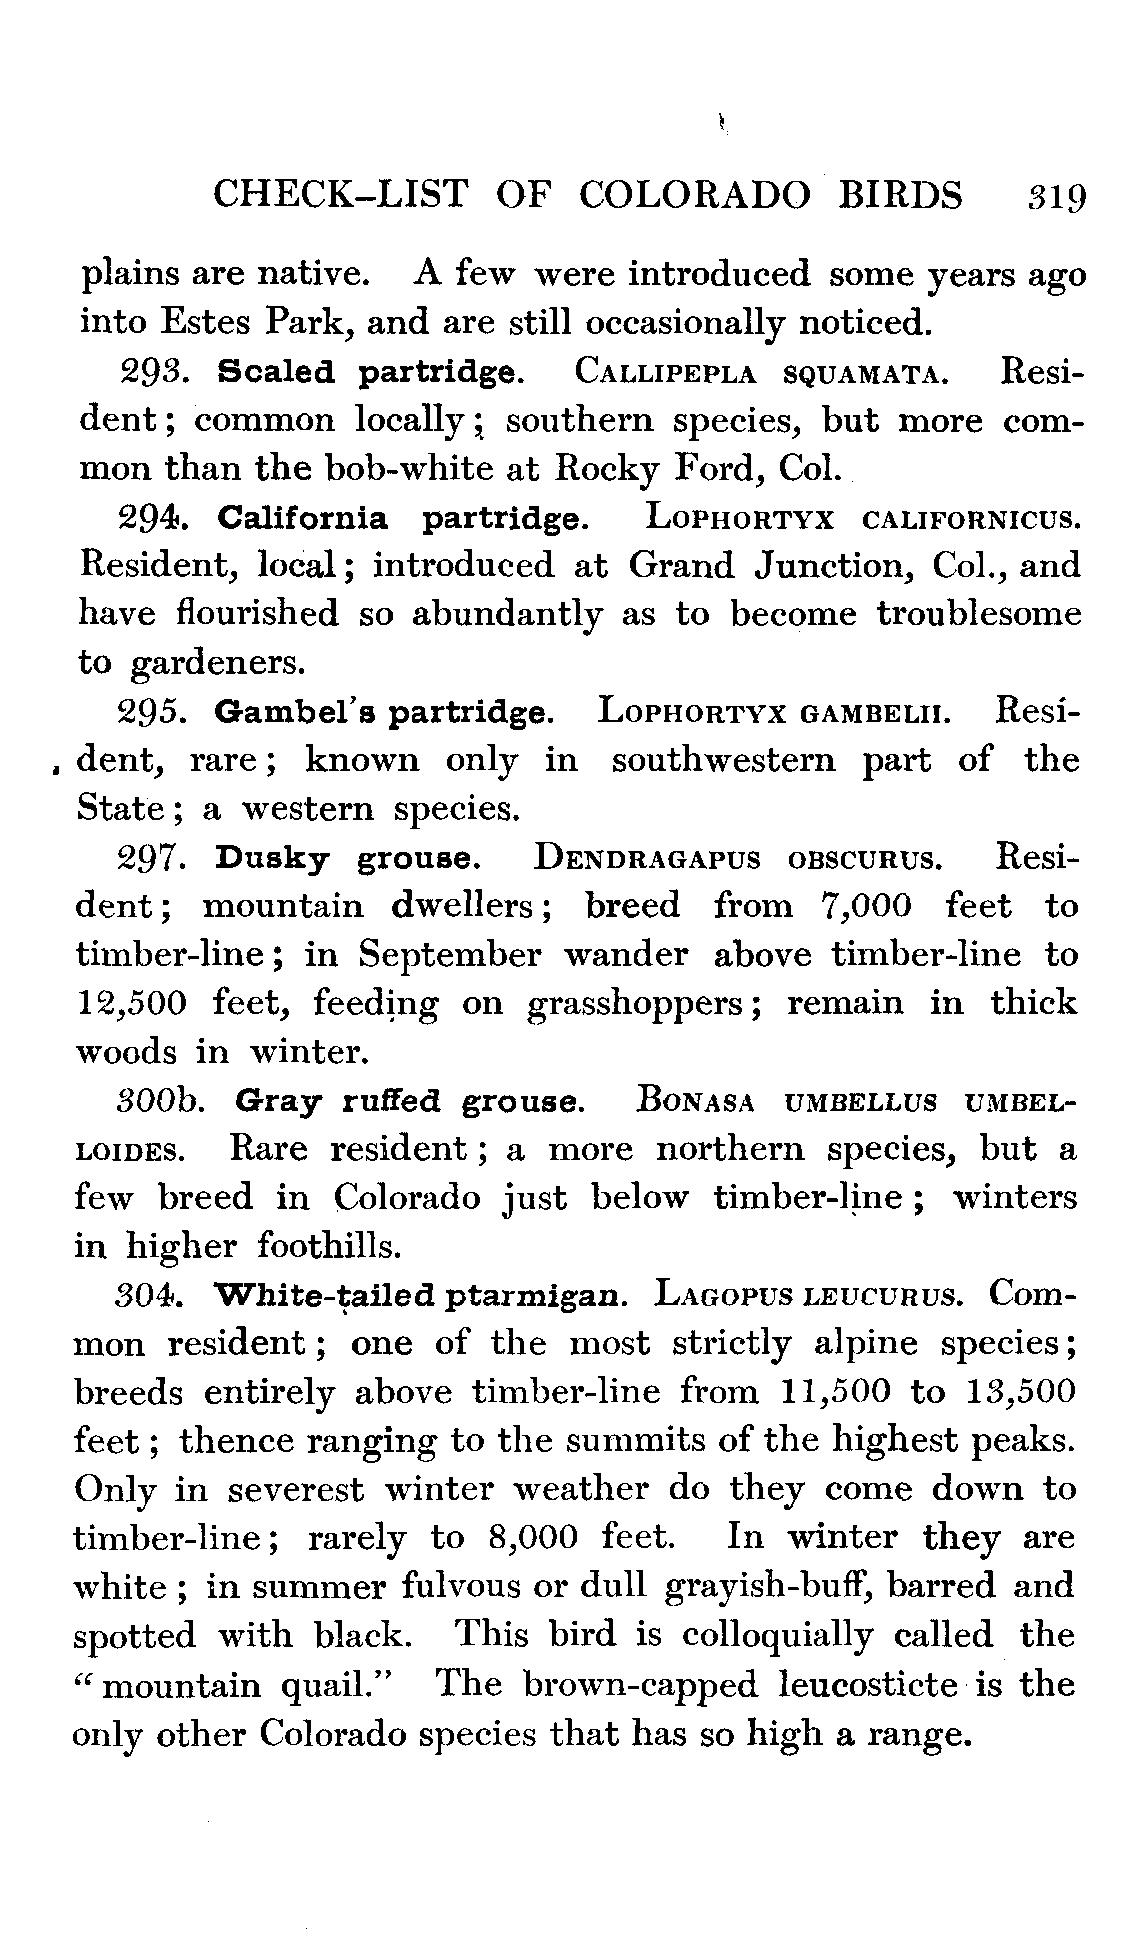 CHECK-LIST OF COLORADO BIRDS 319
plains are native. A few were introduced some years ago
into Estes Park, and are still occasionally noticed.
293. Scaled partridge. CALLIPEPLA SQUAMATA. Resi-
dent; common locally; southern species, but more com-
mon than the bob-white at Rocky Ford, Col.
294. California partridge. LOPHORTYX CALIFORNICUS.
Resident, local; introduced at Grand Junction, Col., and
have flourished so abundantly as to become troublesome
to gardeners.
295. Gambel's partridge. LOPHORTYX GAMBELII. Resi-
dent, rare; known only in southwestern part of the
State; a western species.
297. Dusky grouse. DENDRAGAPUS OBSCURUS. Resi-
dent; mountain dwellers; breed from 7,000 feet to
timber-line; in September wander above timber-line to
12,500 feet, feeding on grasshoppers; remain in thick
woods in winter.
300b. Gray ruffed grouse. BONASA UMBELLUS UMBEL-
LOIDES. Rare resident; a more northern species, but a
few breed in Colorado just below timber-line; winters
in higher foothills.
304. White-tailed ptarmigan. LAGOPUS LEUCURUS. Com-
mon resident; one of the most strictly alpine species;
breeds entirely above timber-line from 11,500 to 13,500
feet; thence ranging to the summits of the highest peaks.
Only in severest winter weather do they come down to
timber-line; rarely to 8,000 feet. In winter they are
white; in summer fulvous or dull grayish-buff, barred and
spotted with black. This bird is colloquially called the
"mountain quail." The brown-capped leucosticte is the
only other Colorado species that has so high a range.